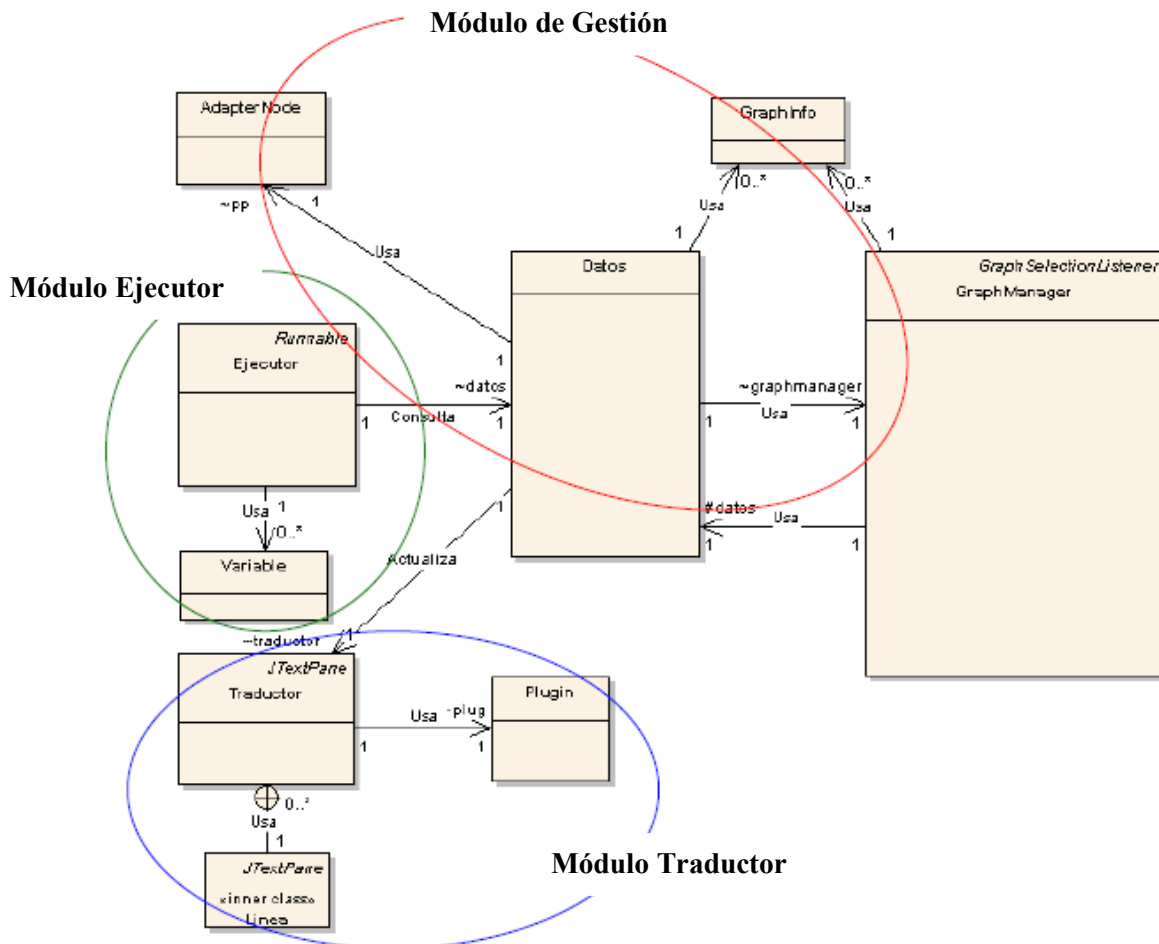 Módulo de Gestión
AdapterNode
GraphInfo
~pp
1
Usa
0..*
Usa
1
0..*
Usa
1
Módulo Ejecutor
Datos
GraphSelectionListener
GraphManager
Runnable
Ejecutor
1
~datos
Consulta
1
1
~graphmanager
Usa
1
1
Usa
1
0..*
Variable
1
Actualiza
#datos
Usa
1
1
~traductor
1
JTextPane
Traductor
Usa
~plug
1
1
Plugin
0..*
Usa
1
JTextPane
«inner class»
Linea
Módulo Traductor